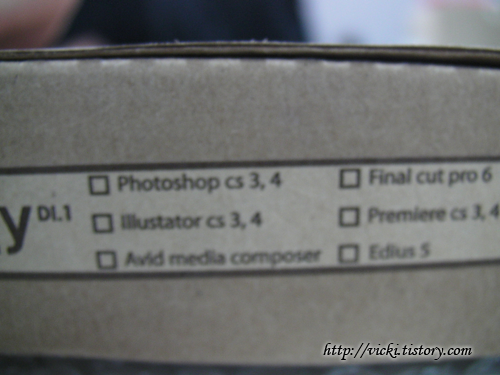 y DI.1
□ Photoshop cs 3, 4
□ Illustator cs 3, 4
□ Avid media composer
□ Final cut pro 6
□ Premiere cs 3, 4
□ Edius 5
http://vicki.tistory.com